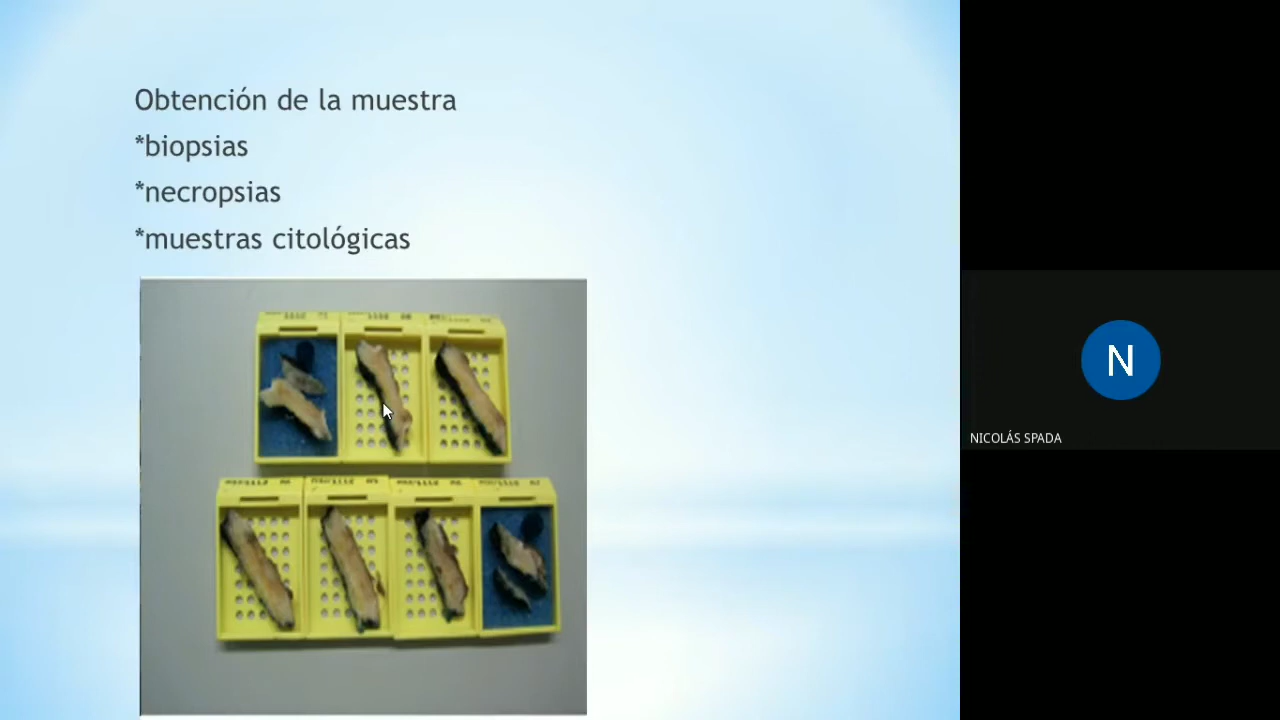 Obtención de la muestra
*biopsias
*necropsias
*muestras citológicas
N
NICOLÁS SPADA